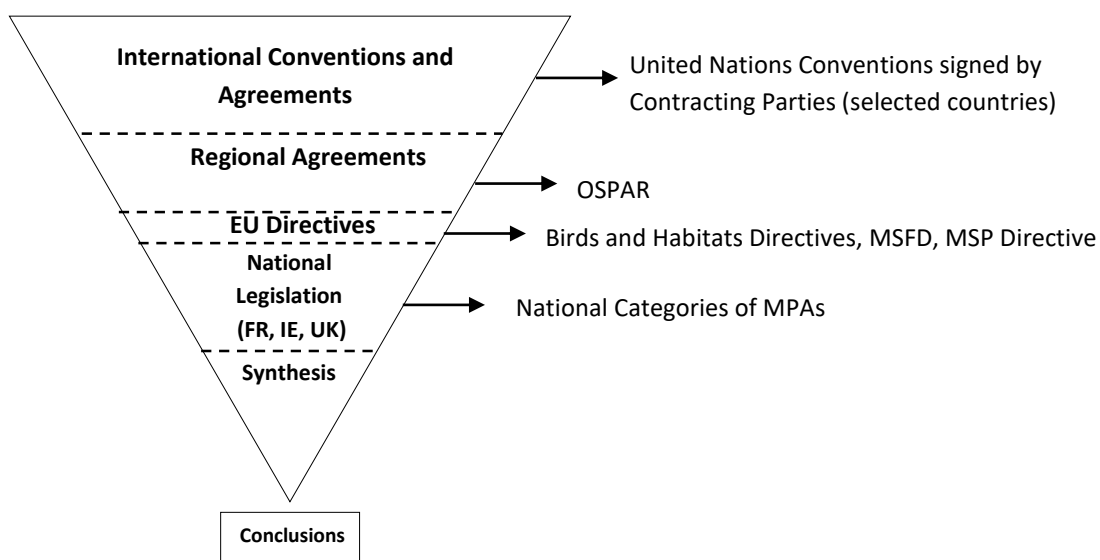 International Conventions and
Agreements
United Nations Conventions signed by
Contracting Parties (selected countries)
Regional Agreements
OSPAR
EU Directives
Birds and Habitats Directives, MSFD, MSP Directive
National
Legislation
(FR, IE, UK)
National Categories of MPAs
Synthesis
Conclusions